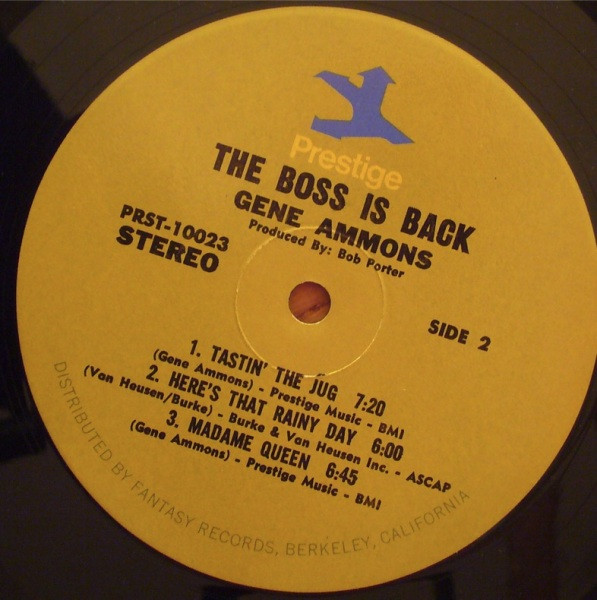 Prestige
THE BOSS IS BACK
GENE AMMONS
Produced By: Bob Porter
PRST-10023
STEREO
SIDE 2
1. TASTIN' THE JUG 7:20
(Gene Ammons) - Prestige Music - BMI
2. HERE'S THAT RAINY DAY 6:00
(Van Heusen/Burke) - Burke & Van Heusen Inc. - ASCAP
3. MADAME QUEEN 6:45
(Gene Ammons) - Prestige Music - BMI
DISTRIBUTED BY FANTASY RECORDS, BERKELEY, CALIFORNIA